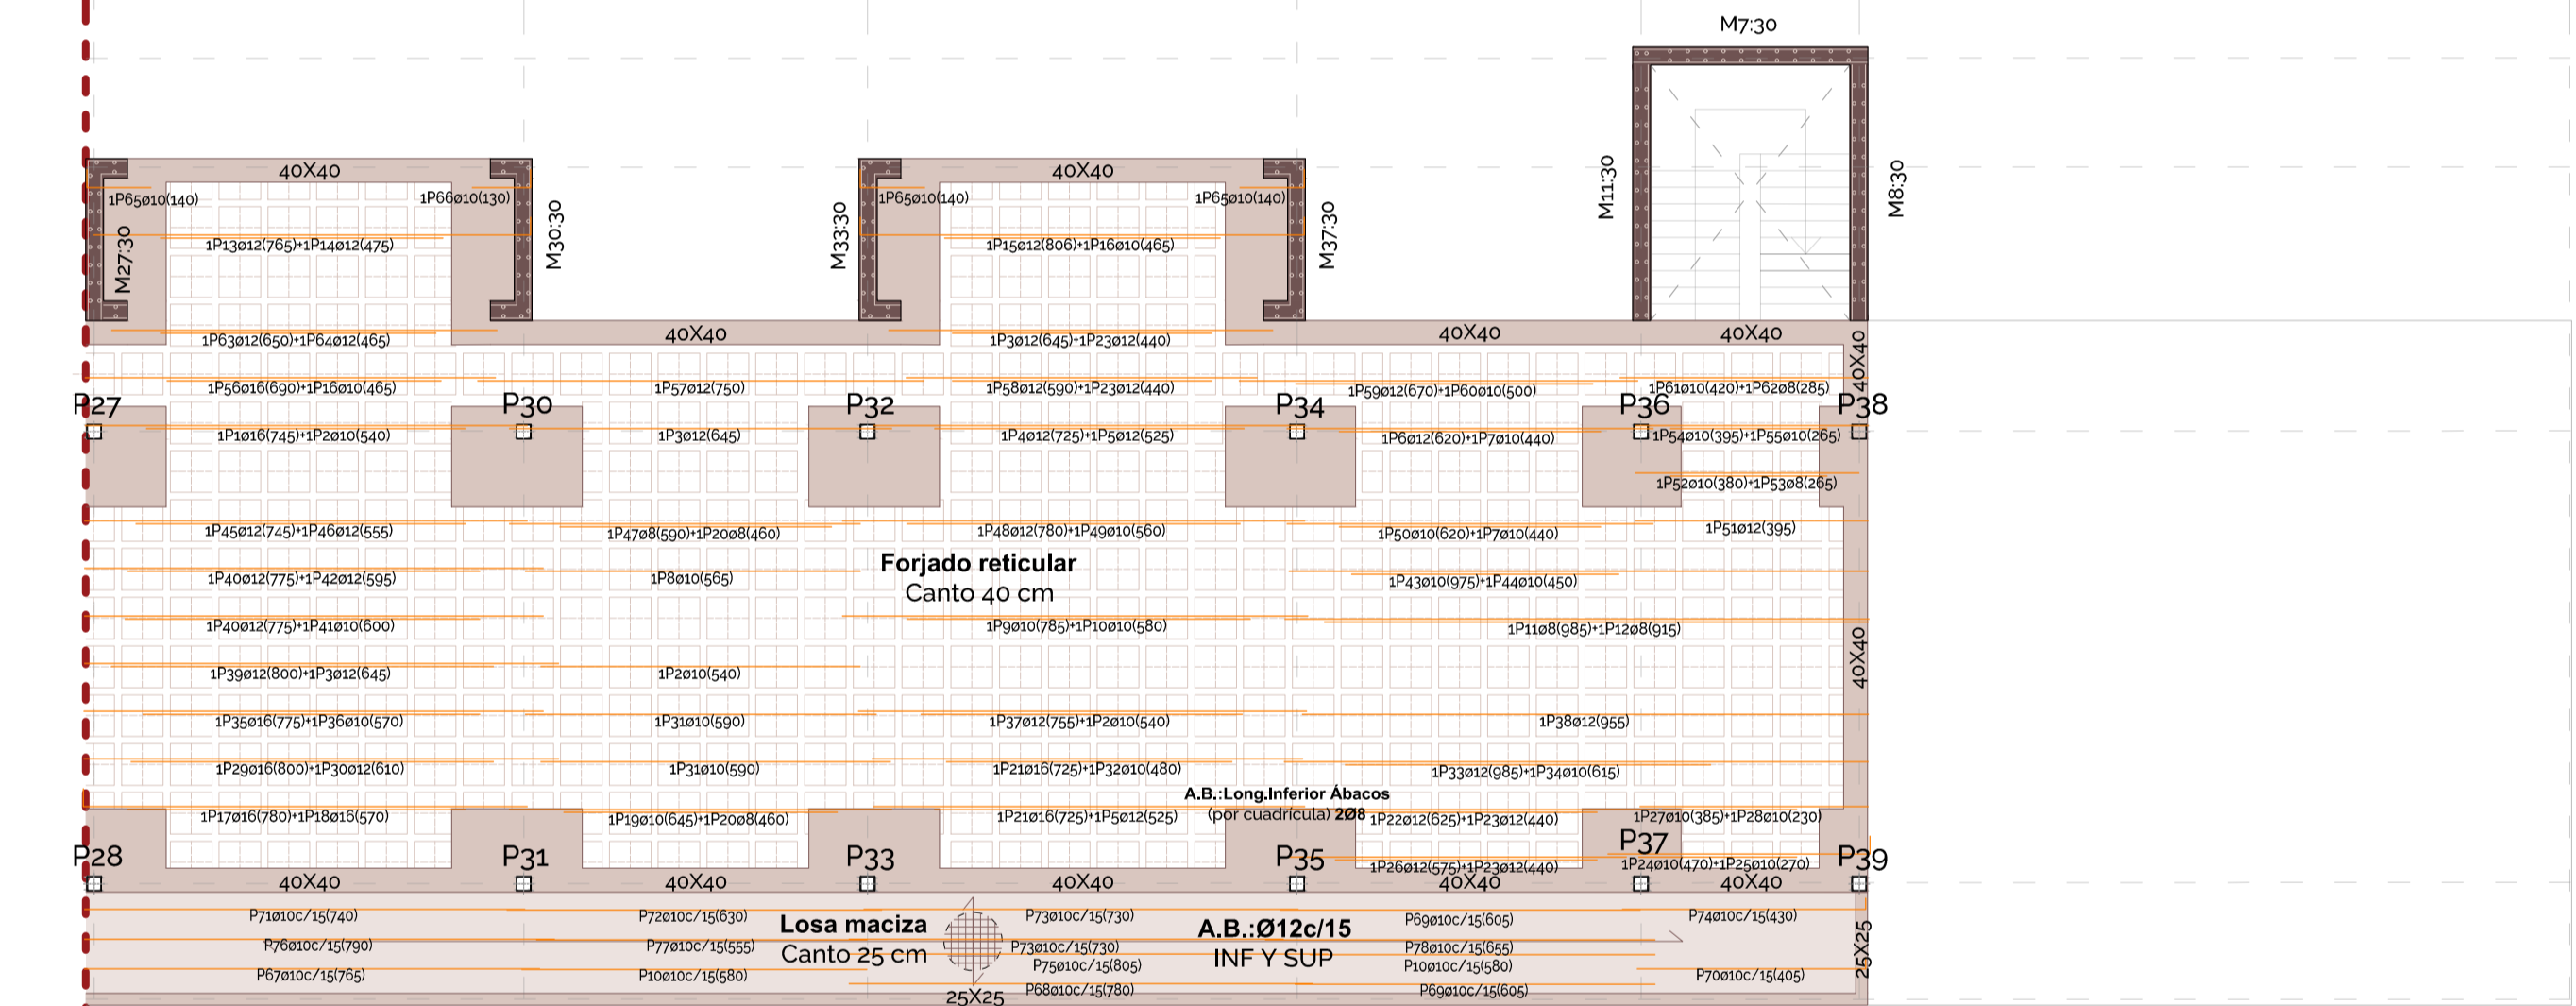 M7:30
M11:30
M8:30
40X40
40X40
1P65ø10(140)
1P66ø10(130)
1P65ø10(140)
1P65ø10(140)
M27:30
M30:30
M33:30
M37:30
1P13ø12(765)+1P14ø12(475)
1P15ø12(806)+1P16ø10(465)
40X40
40X40
40X40
40X40
1P63ø12(650)+1P64ø12(465)
1P3ø12(645)+1P23ø12(440)
1P56ø16(690)+1P16ø10(465)
1P57ø12(750)
1P58ø12(590)+1P23ø12(440)
1P59ø12(670)+1P60ø10(500)
1P61ø10(420)+1P62ø8(285)
P27
P30
P32
P34
P36
P38
1P1ø16(745)+1P2ø10(540)
1P3ø12(645)
1P4ø12(725)+1P5ø12(525)
1P6ø12(620)+1P7ø10(440)
1P54ø10(395)+1P55ø10(265)
1P52ø10(380)+1P53ø8(265)
1P45ø12(745)+1P46ø12(555)
1P47ø8(590)+1P20ø8(460)
1P48ø12(780)+1P49ø10(560)
1P50ø10(620)+1P7ø10(440)
1P51ø12(395)
Forjado reticular
Canto 40 cm
1P40ø12(775)+1P42ø12(595)
1P8ø10(565)
1P43ø10(975)+1P44ø10(450)
1P40ø12(775)+1P41ø10(600)
1P9ø10(785)+1P10ø10(580)
1P11ø8(985)+1P12ø8(915)
40X40
1P39ø12(800)+1P3ø12(645)
1P2ø10(540)
1P35ø16(775)+1P36ø10(570)
1P31ø10(590)
1P37ø12(755)+1P2ø10(540)
1P38ø12(955)
1P29ø16(800)+1P30ø12(610)
1P31ø10(590)
1P21ø16(725)+1P32ø10(480)
1P33ø12(985)+1P34ø10(615)
A.B.:Long.Inferior Ábacos
(por cuadrícula) 2Ø8
1P17ø16(780)+1P18ø16(570)
1P19ø10(645)+1P20ø8(460)
1P21ø16(725)+1P5ø12(525)
1P22ø12(625)+1P23ø12(440)
1P27ø10(385)+1P28ø10(230)
P28
P31
P33
P35
P37
P39
1P26ø12(575)+1P23ø12(440)
1P24ø10(470)+1P25ø10(270)
40X40
40X40
40X40
40X40
40X40
P71ø10c/15(740)
P72ø10c/15(630)
P73ø10c/15(730)
P69ø10c/15(605)
P74ø10c/15(430)
Losa maciza
Canto 25 cm
A.B.:Ø12c/15
INF Y SUP
P76ø10c/15(790)
P77ø10c/15(555)
P73ø10c/15(730)
P78ø10c/15(655)
25X25
P67ø10c/15(765)
P10ø10c/15(580)
P75ø10c/15(805)
P10ø10c/15(580)
P70ø10c/15(405)
25X25
P68ø10c/15(780)
P69ø10c/15(605)